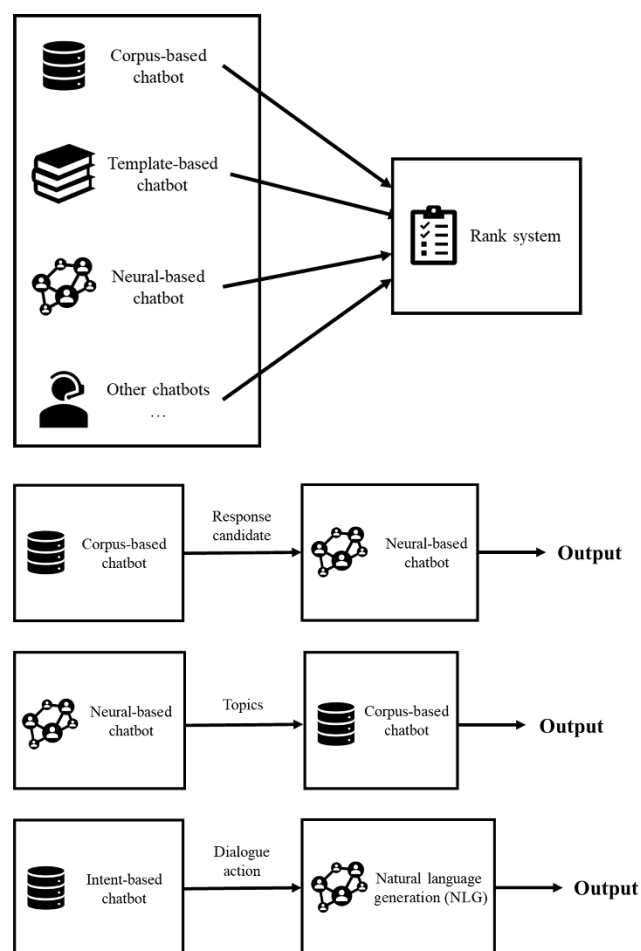 Corpus-based
chatbot
Template-based
chatbot
Neural-based
chatbot
Other chatbots
…
Rank system
Corpus-based
chatbot
Response
candidate
Neural-based
chatbot
Output
Neural-based
chatbot
Topics
Corpus-based
chatbot
Output
Intent-based
chatbot
Dialogue
action
Natural language
generation (NLG)
Output